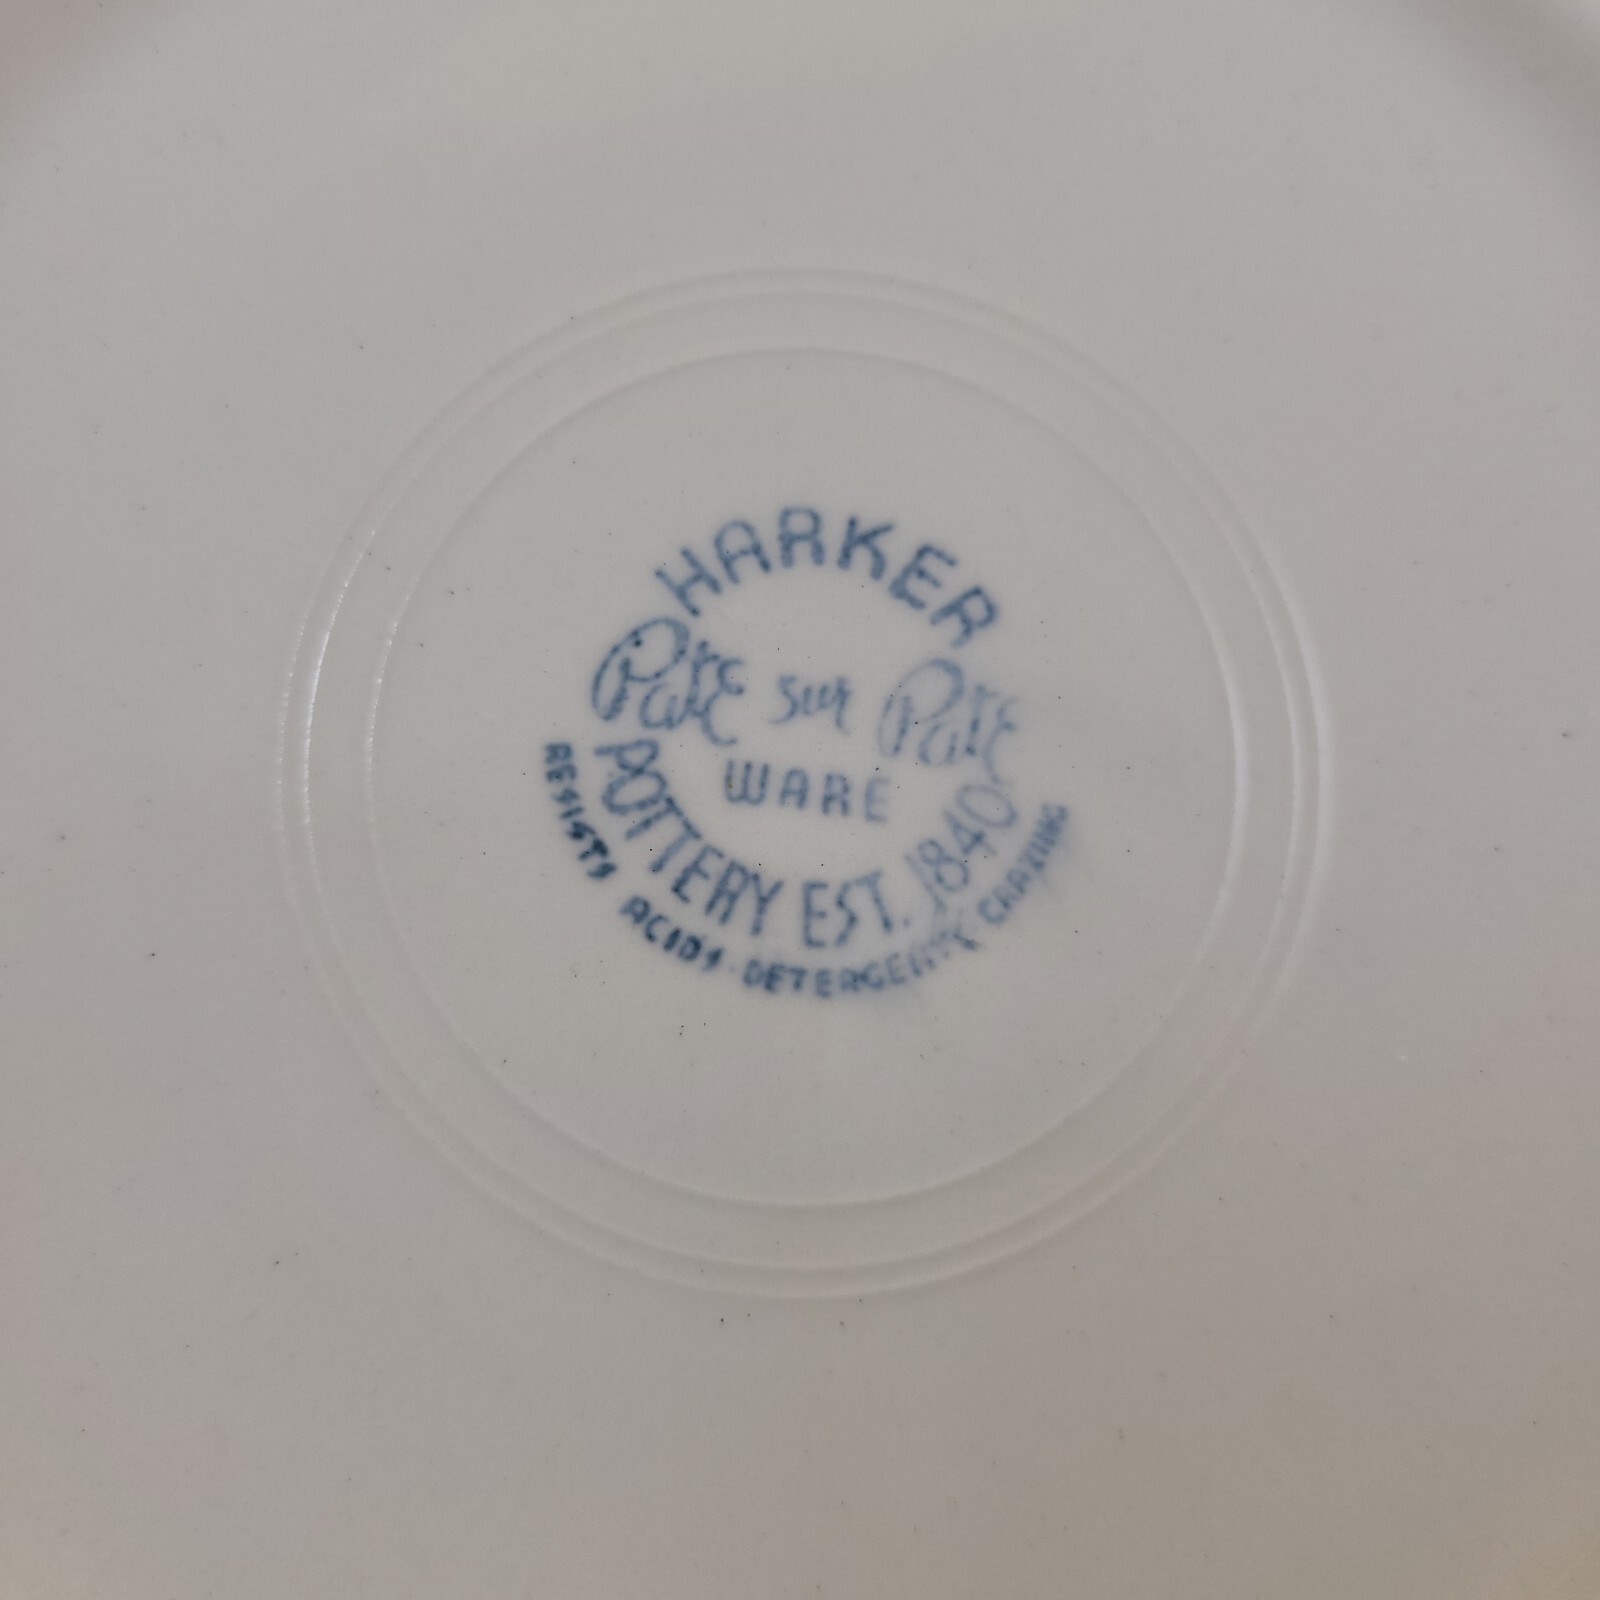 HARKER
Pate sur Pate
WARE
POTTERY EST. 1840
RESISTS ACIDS · DETERGENTS · CRAZING